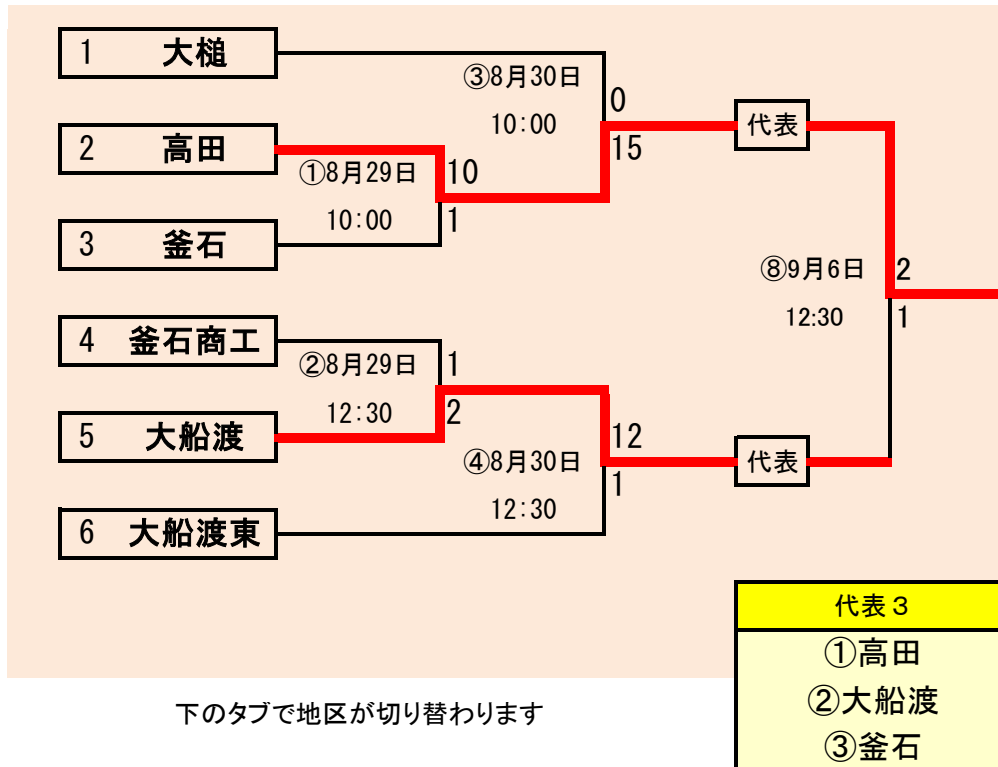 1 大槌
③8月30日
10:00
0
15
代表
2 高田
①8月29日
10:00
10
1
3 釜石
⑧9月6日
12:30
2
1
4 釜石商工
②8月29日
12:30
1
2
5 大船渡
④8月30日
12:30
12
1
代表
6 大船渡東
代表3
①高田
②大船渡
③釜石
下のタブで地区が切り替わります